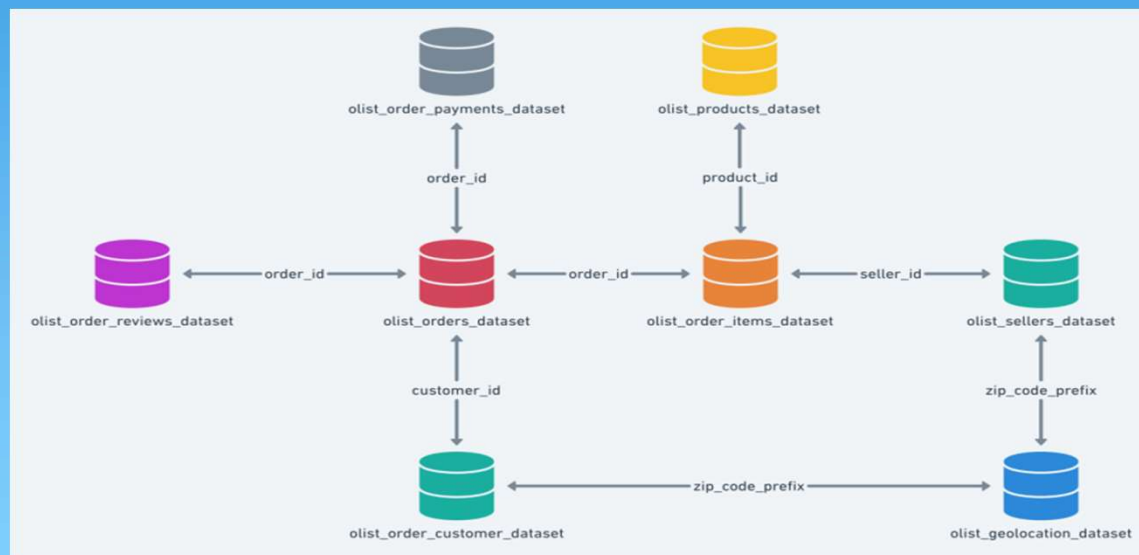 olist_order_payments_dataset
olist_products_dataset
order_id
product_id
order_id
order_id
seller_id
olist_order_reviews_dataset
olist_orders_dataset
olist_order_items_dataset
olist_sellers_dataset
customer_id
zip_code_prefix
zip_code_prefix
olist_order_customer_dataset
olist_geolocation_dataset